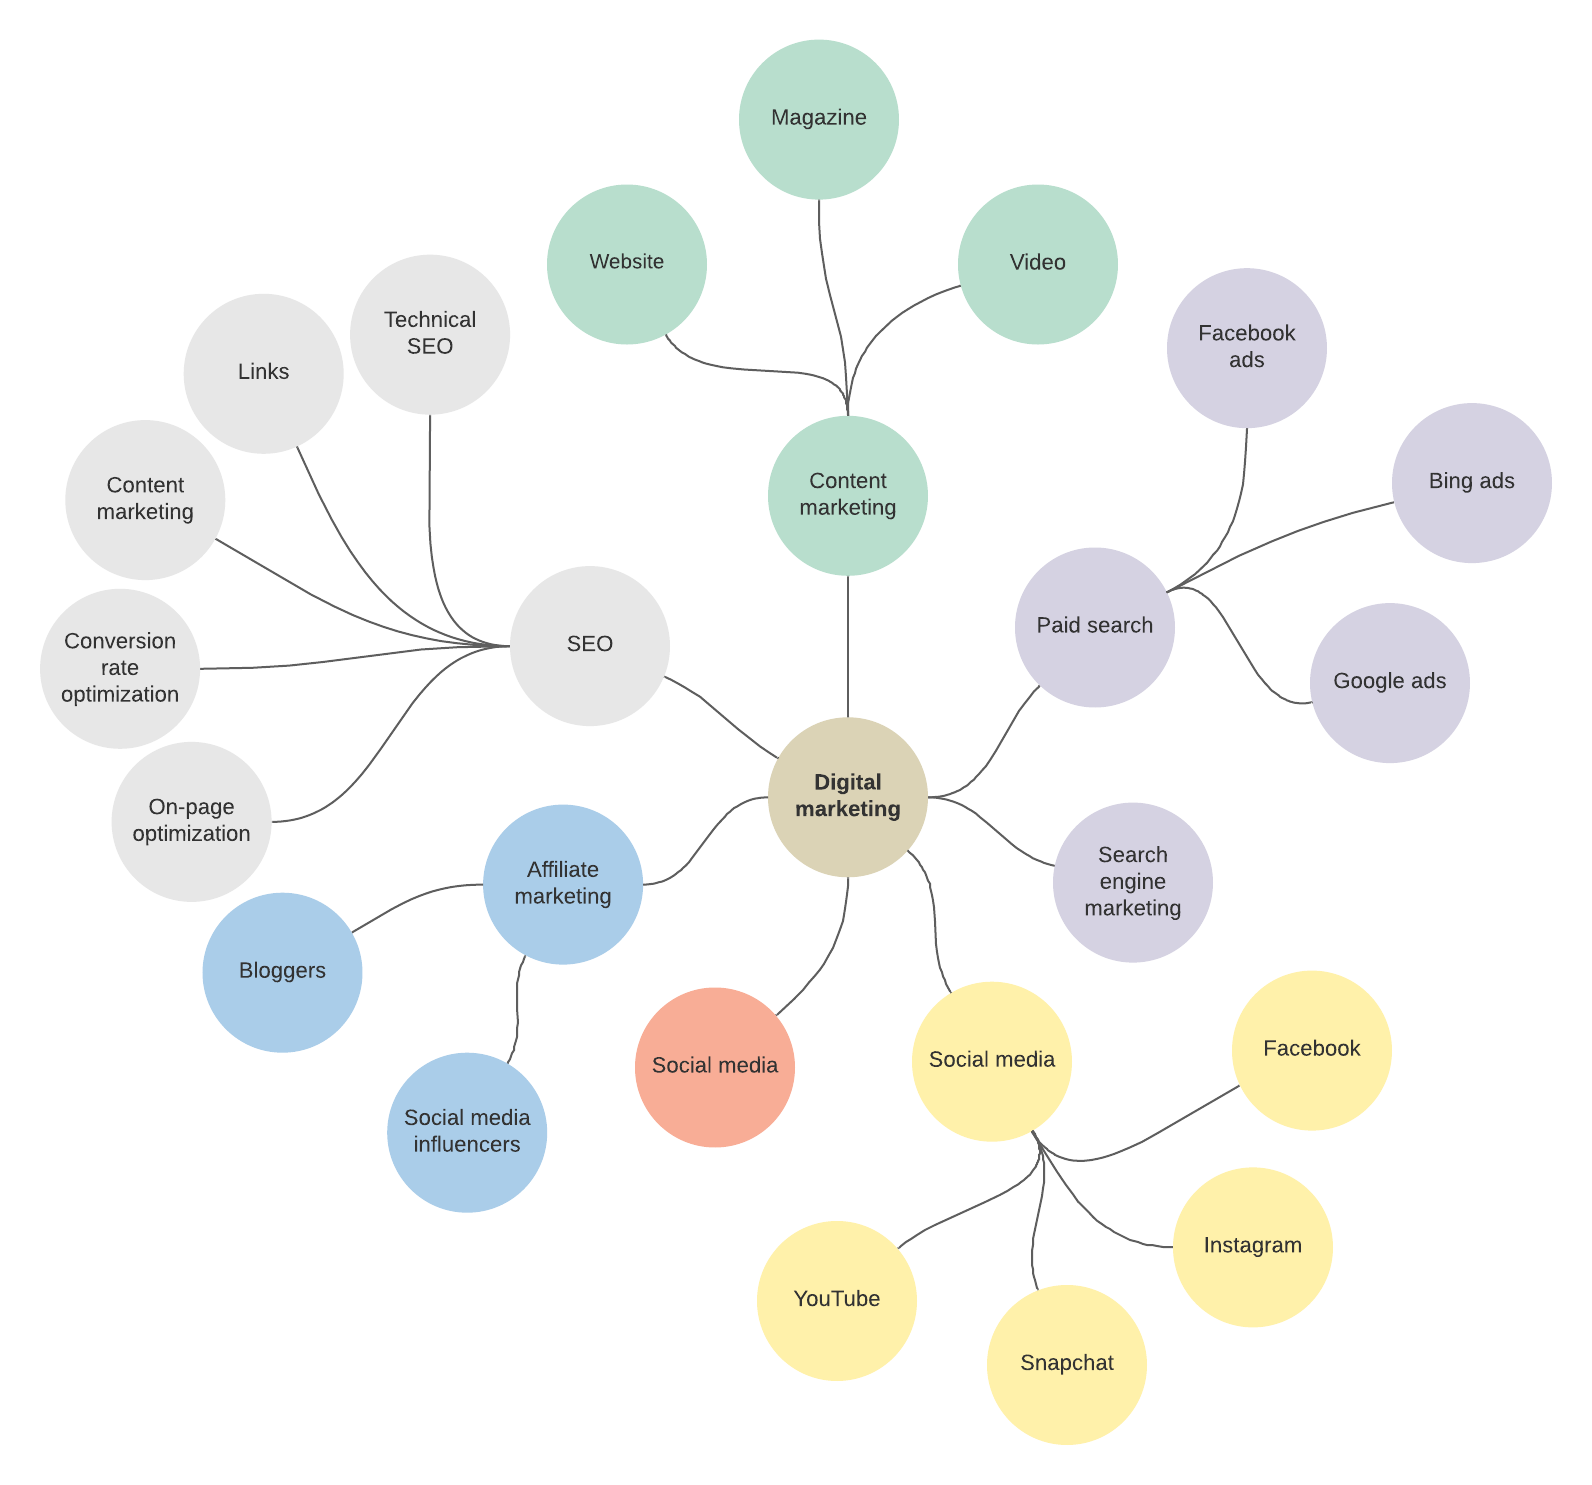 Magazine
Website
Video
Technical
SEO
Links
Facebook
ads
Content
marketing
Bing ads
Content
marketing
Conversion
rate
optimization
SEO
Paid search
Google ads
On-page
optimization
Digital
marketing
Affiliate
marketing
Search
engine
marketing
Bloggers
Social media
Social media
Facebook
Social media
influencers
Instagram
YouTube
Snapchat